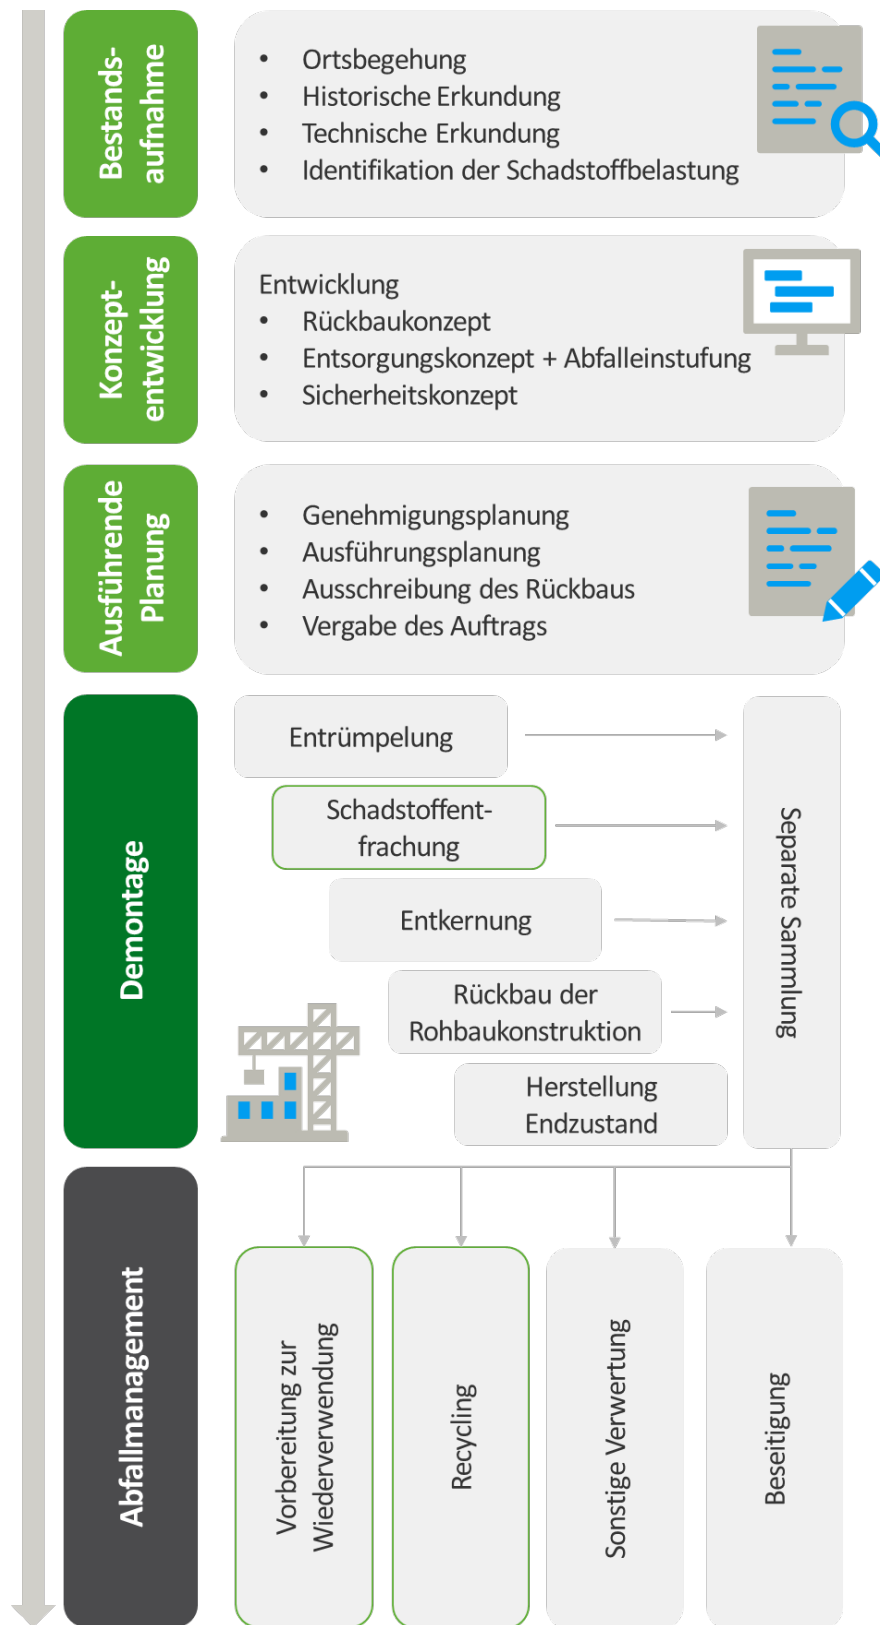 Bestands-
aufnahme
• Ortsbegehung
• Historische Erkundung
• Technische Erkundung
• Identifikation der Schadstoffbelastung
Konzept-
entwicklung
Entwicklung
• Rückbaukonzept
• Entsorgungskonzept + Abfalleinstufung
• Sicherheitskonzept
Ausführende
Planung
• Genehmigungsplanung
• Ausführungsplanung
• Ausschreibung des Rückbaus
• Vergabe des Auftrags
Demontage
Entrümpelung
Schadstoffent-
frachung
Entkernung
Rückbau der
Rohbaukonstruktion
Herstellung
Endzustand
Separate Sammlung
Abfallmanagement
Vorbereitung zur
Wiederverwendung
Recycling
Sonstige Verwertung
Beseitigung